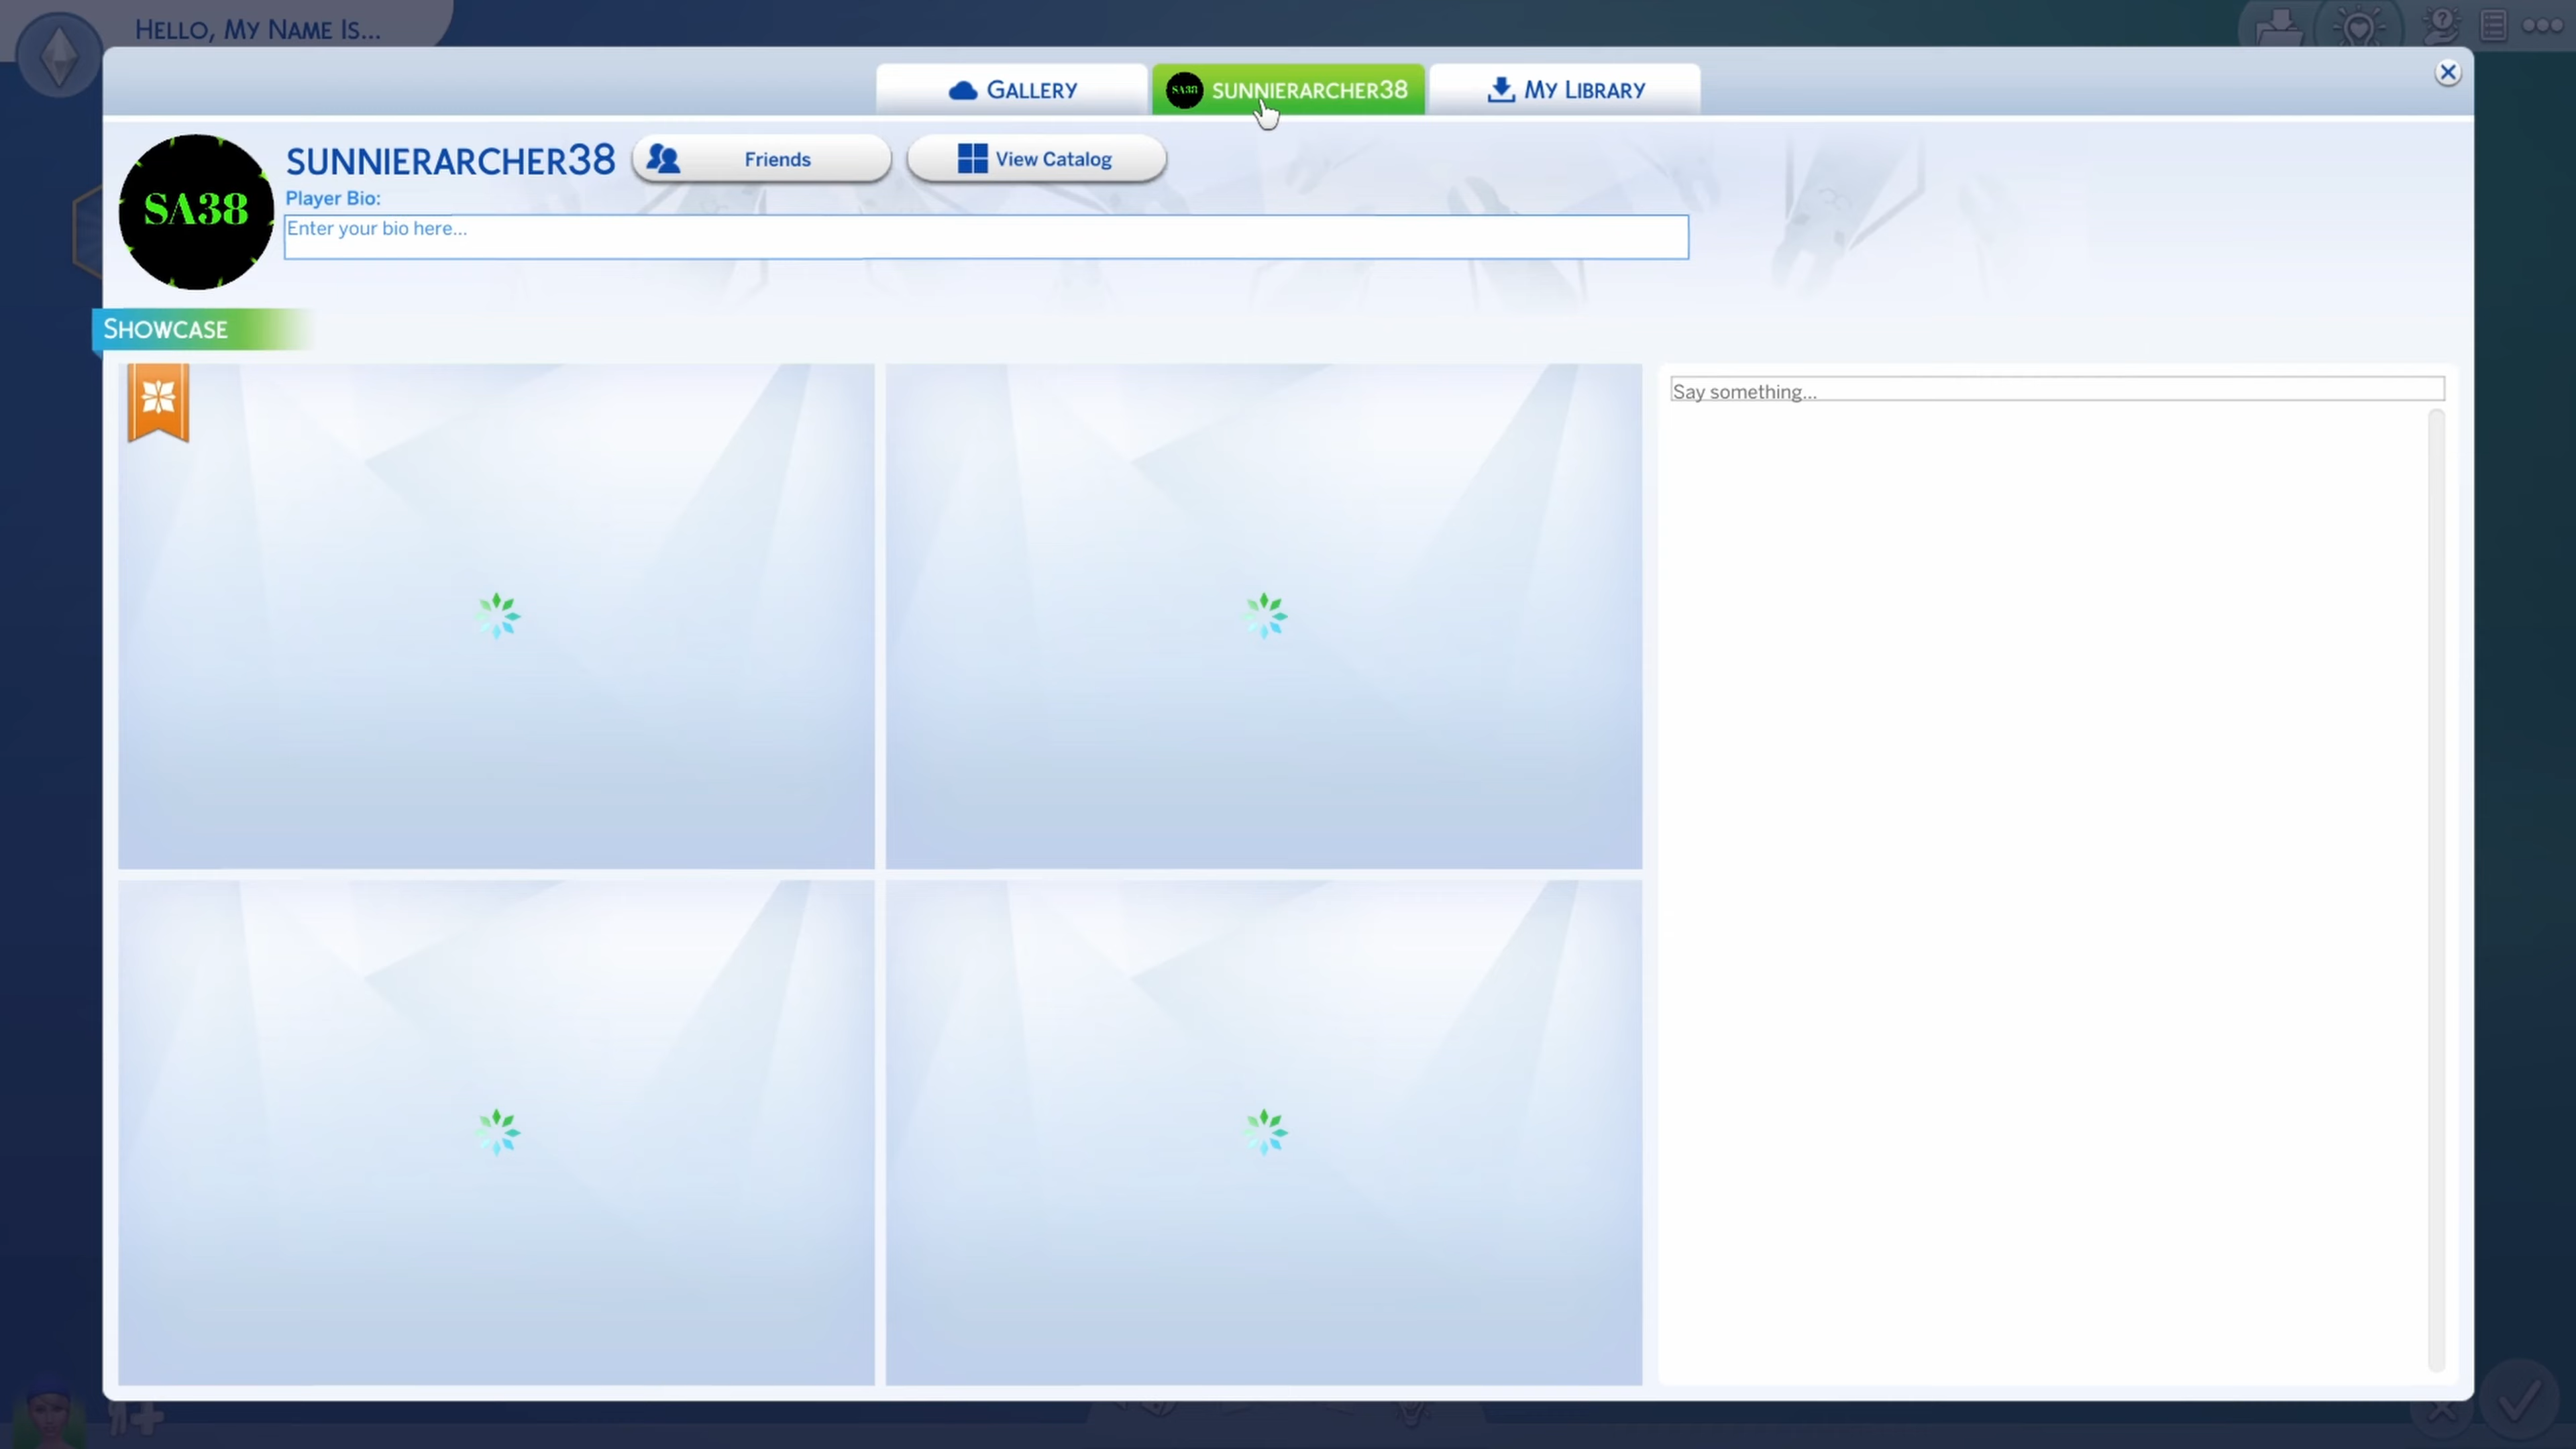 HELLO, MY NAME IS...
GALLERY
SA38
SUNNIERARCHER38
MY LIBRARY
SA38
SUNNIERARCHER38
Friends
View Catalog
Player Bio:
Enter your bio here...
SHOWCASE
Say something...